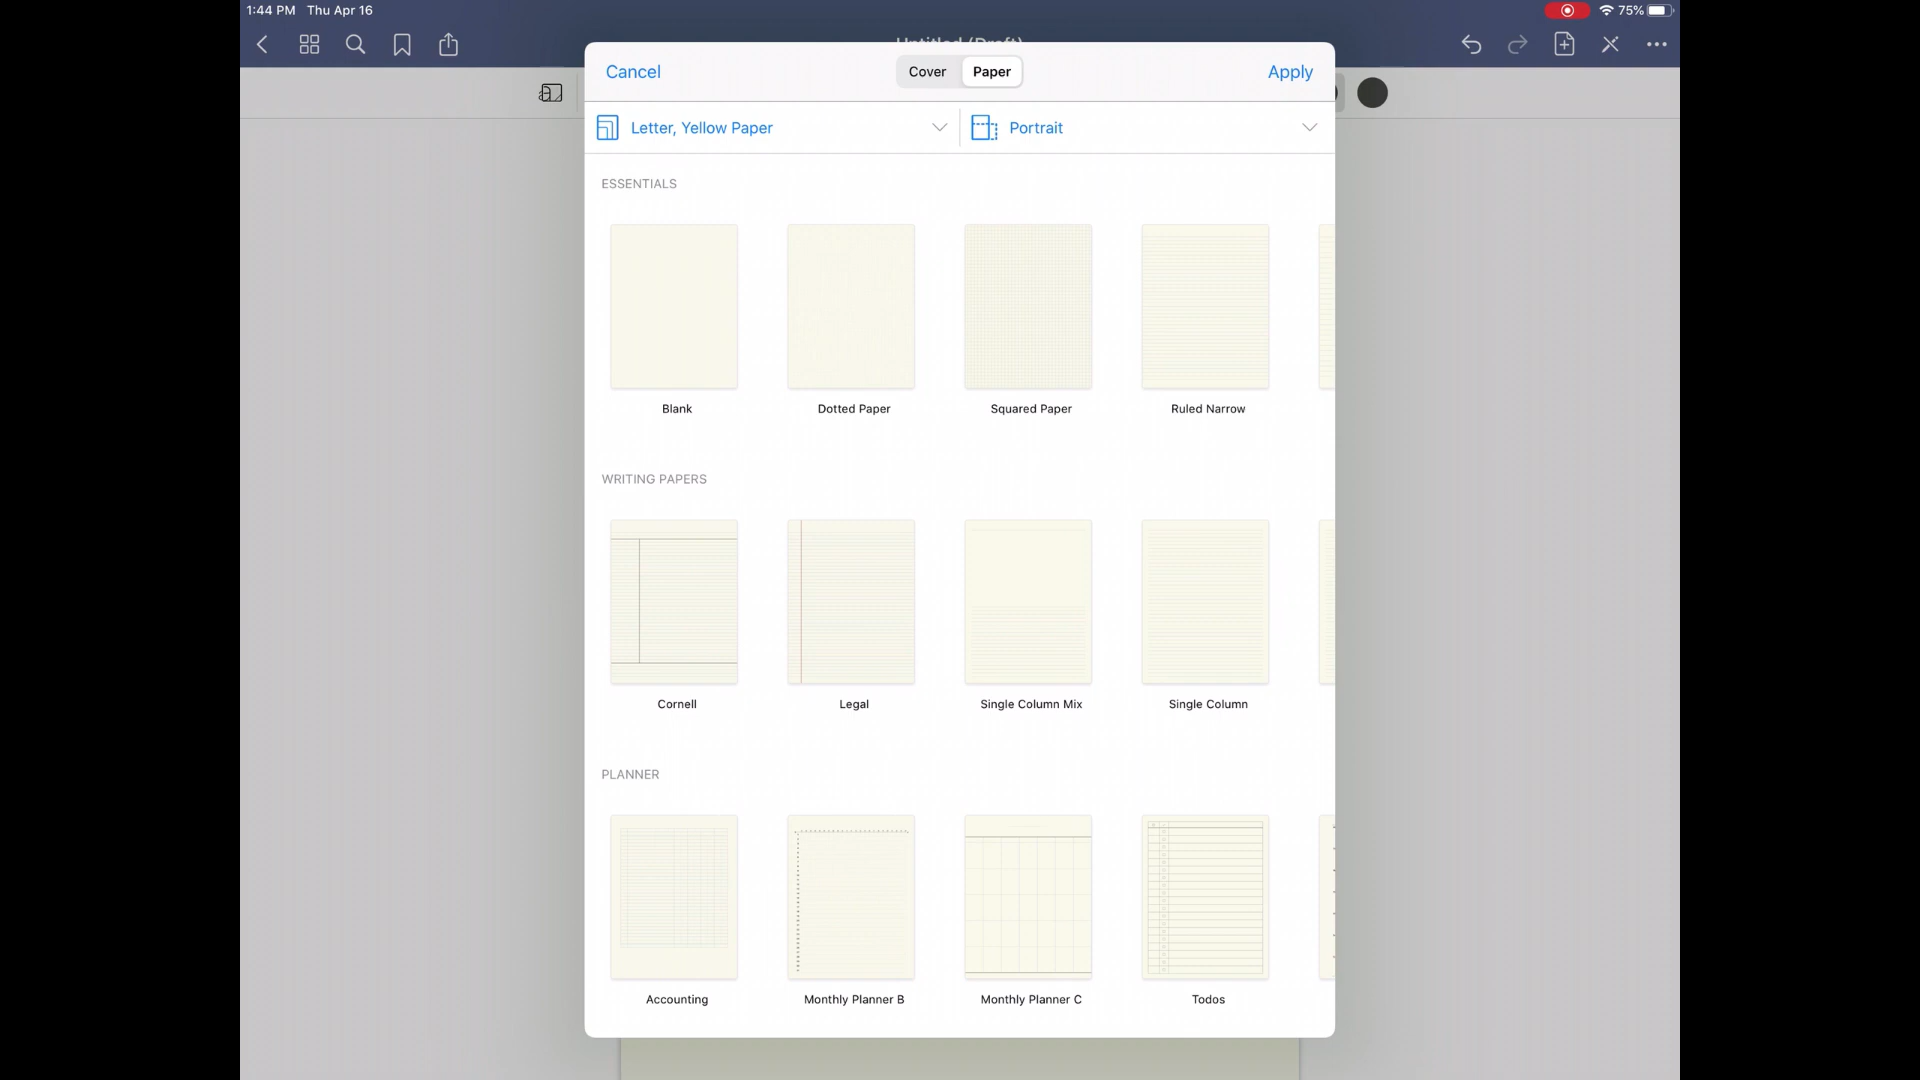 1:44 PM Thu Apr 16
75%
Untitled (Draft)
Cancel
Cover
Paper
Apply
Letter, Yellow Paper
Portrait
ESSENTIALS
Blank
Dotted Paper
Squared Paper
Ruled Narrow
WRITING PAPERS
Cornell
Legal
Single Column Mix
Single Column
PLANNER
Accounting
Monthly Planner B
Monthly Planner C
Todos